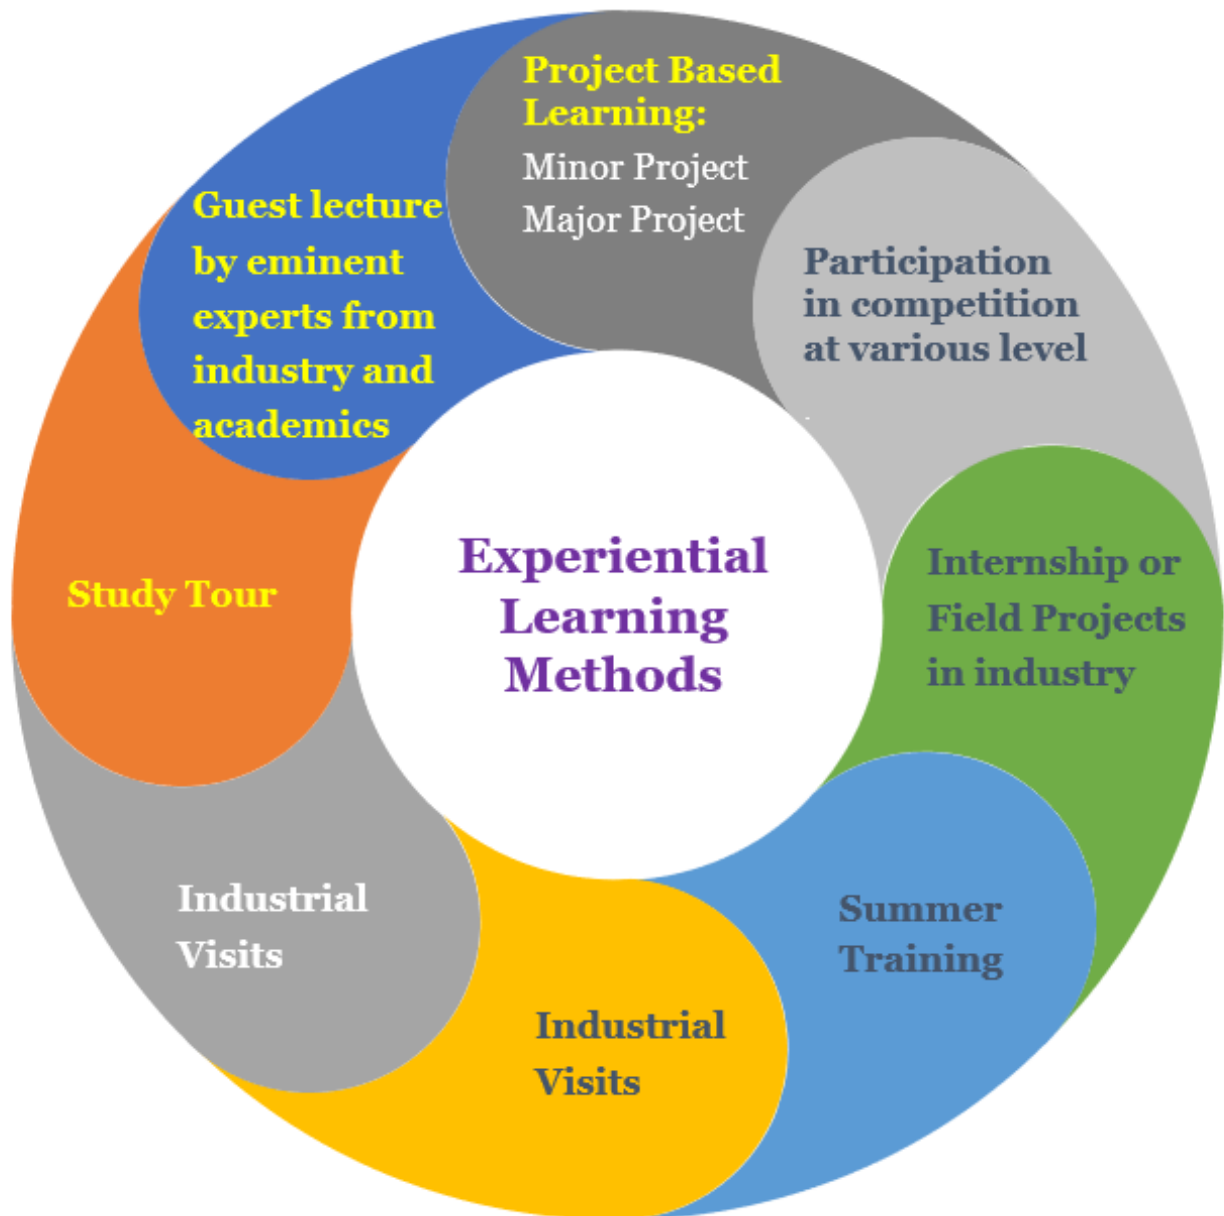 Project Based
Learning:
Minor Project
Major Project
Participation
in competition
at various level
Internship or
Field Projects
in industry
Summer
Training
Industrial
Visits
Industrial
Visits
Study Tour
Guest lecture
by eminent
experts from
industry and
academics
Experiential
Learning
Methods